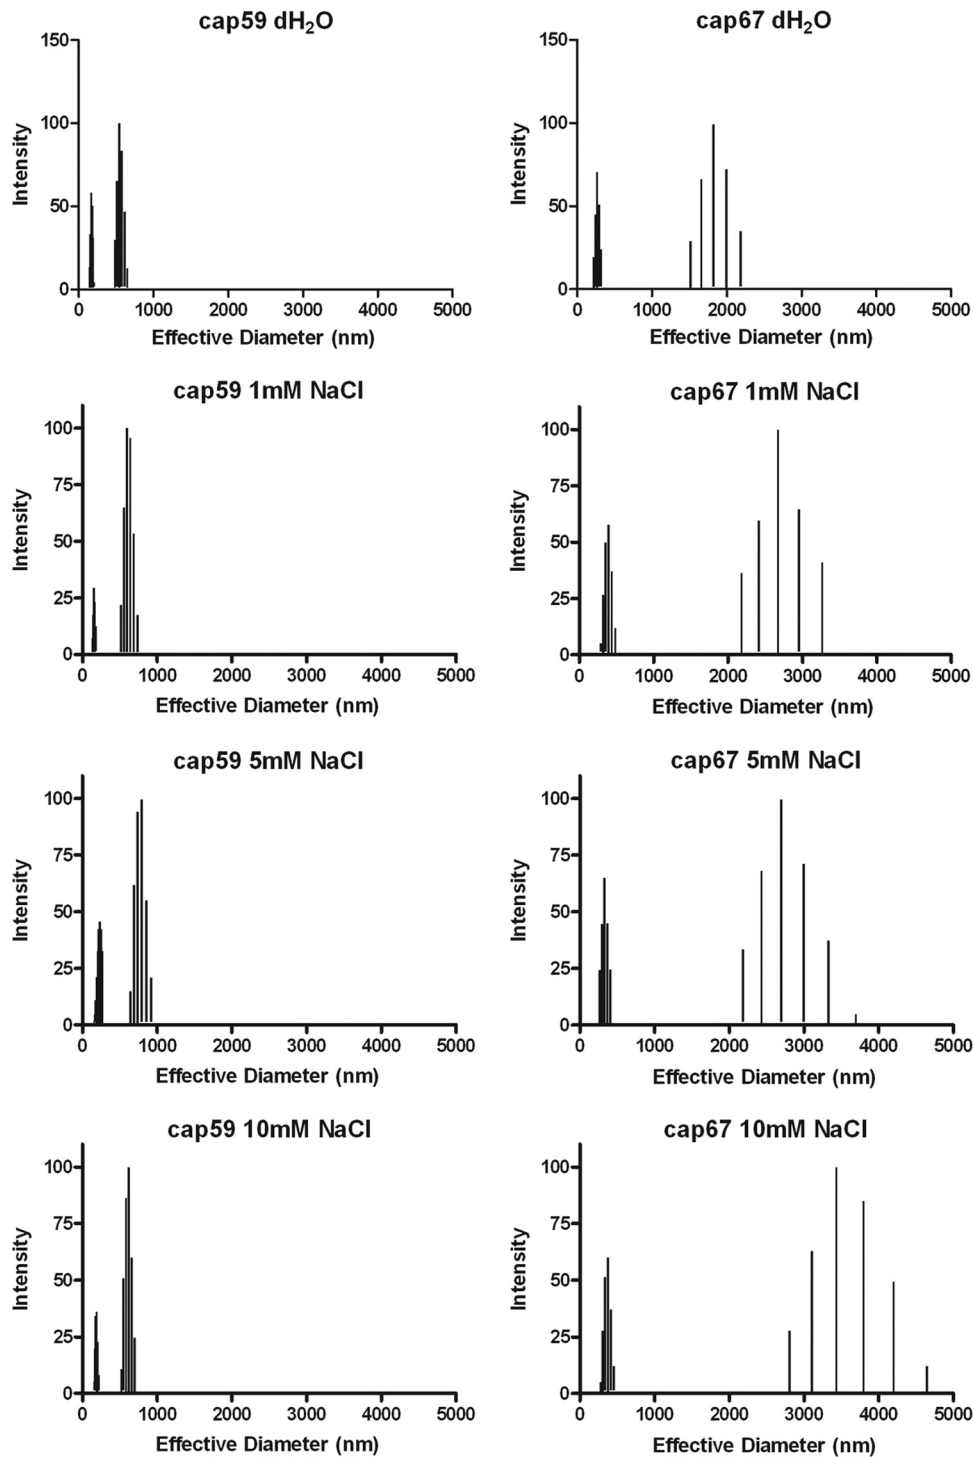 cap59 dH2O
150
100
50
0
Intensity
0 1000 2000 3000 4000 5000
Effective Diameter (nm)
cap67 dH2O
150
100
50
0
Intensity
0 1000 2000 3000 4000 5000
Effective Diameter (nm)
cap59 1mM NaCl
100
75
50
25
0
Intensity
0 1000 2000 3000 4000 5000
Effective Diameter (nm)
cap67 1mM NaCl
100
75
50
25
0
Intensity
0 1000 2000 3000 4000 5000
Effective Diameter (nm)
cap59 5mM NaCl
100
75
50
25
0
Intensity
0 1000 2000 3000 4000 5000
Effective Diameter (nm)
cap67 5mM NaCl
100
75
50
25
0
Intensity
0 1000 2000 3000 4000 5000
Effective Diameter (nm)
cap59 10mM NaCl
100
75
50
25
0
Intensity
0 1000 2000 3000 4000 5000
Effective Diameter (nm)
cap67 10mM NaCl
100
75
50
25
0
Intensity
0 1000 2000 3000 4000 5000
Effective Diameter (nm)